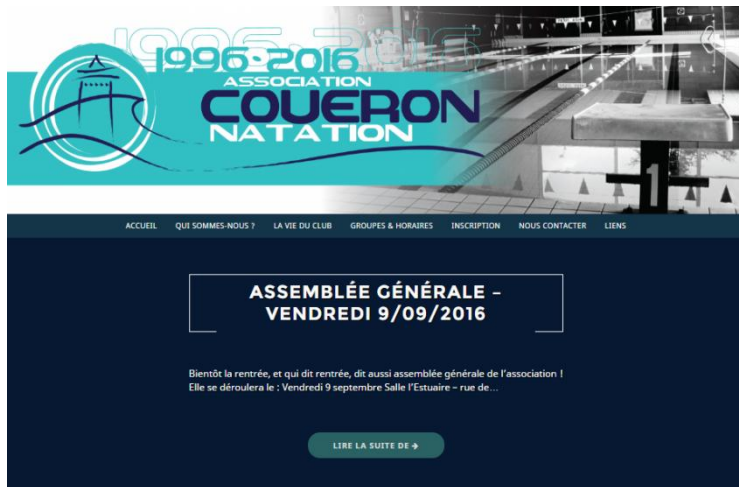 1996-2016
1996-2016
ASSOCIATION
COUERON
NATATION
1
ACCUEIL QUI SOMMES-NOUS ? LA VIE DU CLUB GROUPES & HORAIRES INSCRIPTION NOUS CONTACTER LIENS
ASSEMBLÉE GÉNÉRALE –
VENDREDI 9/09/2016
Bientôt la rentrée, et qui dit rentrée, dit aussi assemblée générale de l'association !
Elle se déroulera le : Vendredi 9 septembre Salle l'Estuaire – rue de…
LIRE LA SUITE DE →